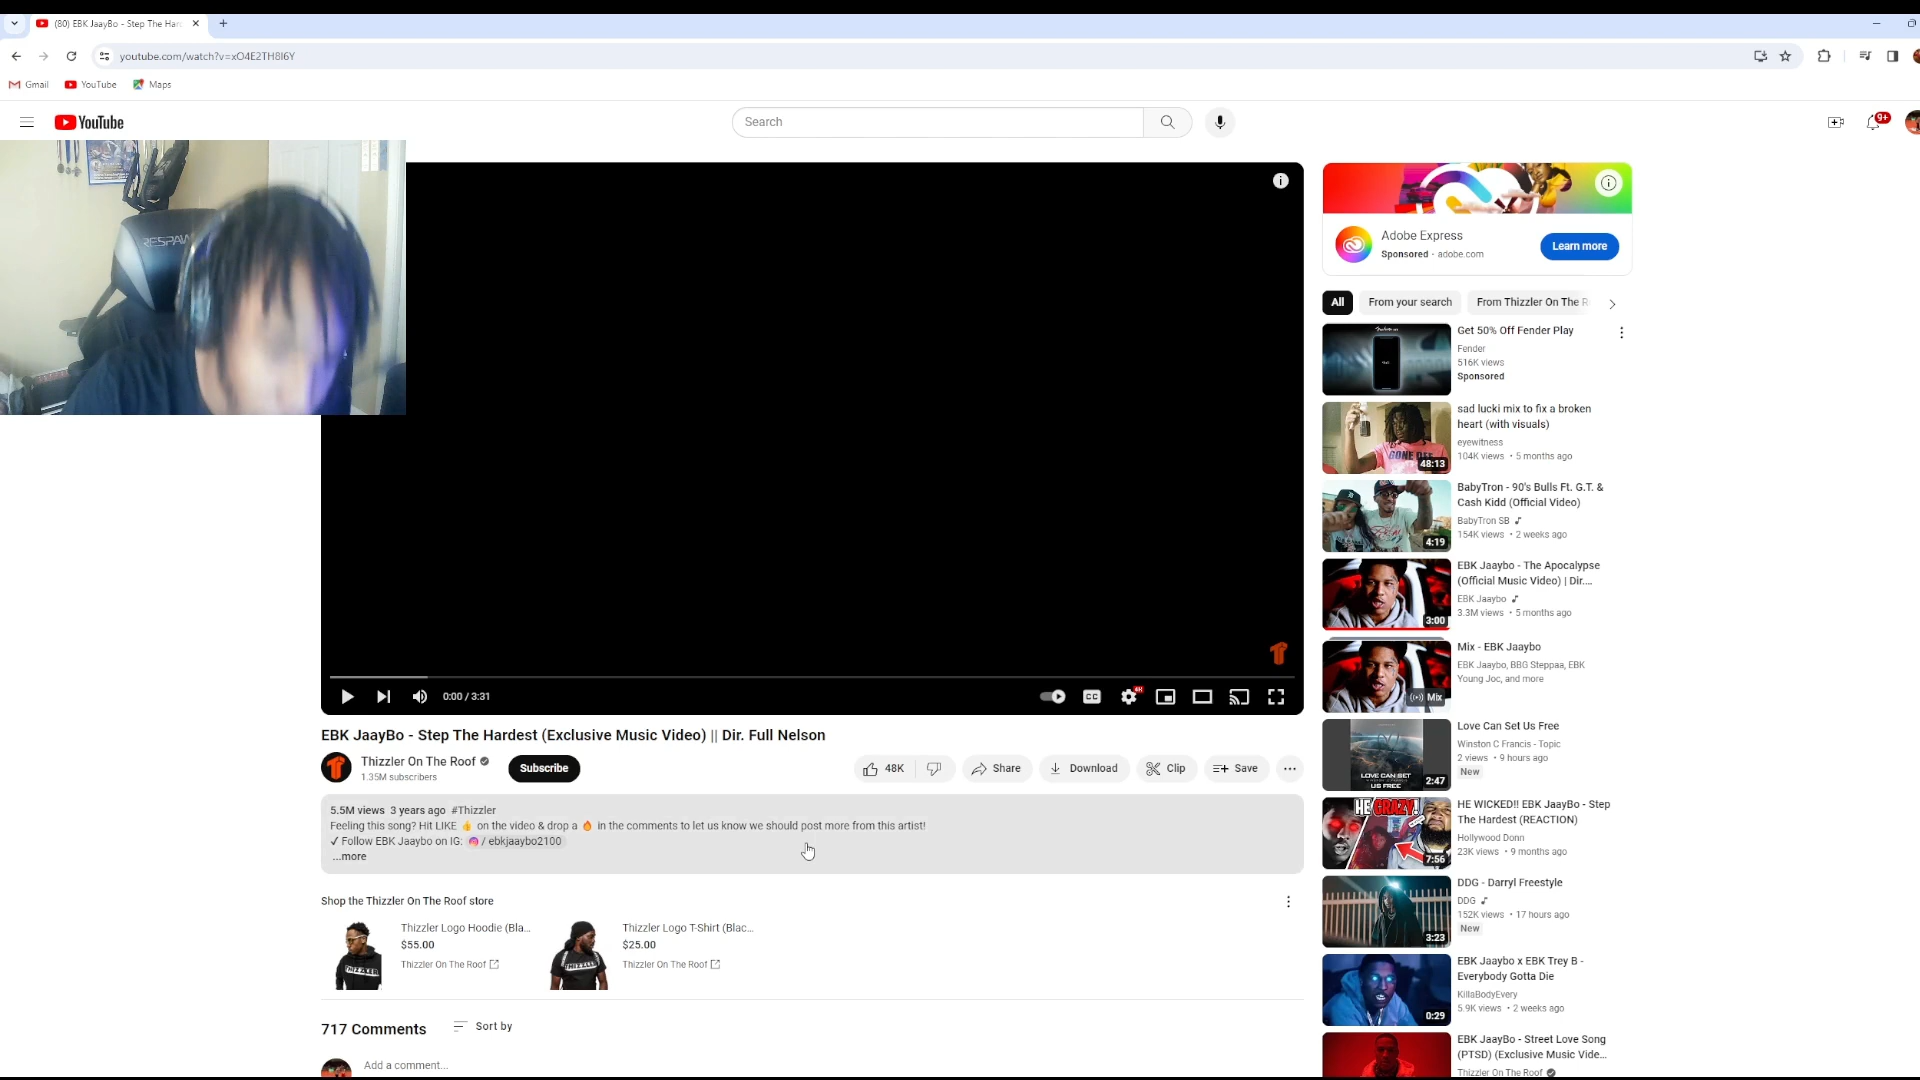 (80) EBK JaayBo - Step The Har
youtube.com/watch?v=xO4E2TH8I6Y
Gmail
YouTube
Maps
YouTube
Search
9+
RESPAW
0:00 / 3:31
CC
4K
EBK JaayBo - Step The Hardest (Exclusive Music Video) || Dir. Full Nelson
Thizzler On The Roof
1.35M subscribers
Subscribe
48K
Share
Download
Clip
Save
5.5M views 3 years ago #Thizzler
Feeling this song? Hit LIKE 👍 on the video & drop a 🔥 in the comments to let us know we should post more from this artist!
✓ Follow EBK Jaaybo on IG: / ebkjaaybo2100
...more
Shop the Thizzler On The Roof store
Thizzler Logo Hoodie (Bla...
$55.00
Thizzler On The Roof
THIZZLER
Thizzler Logo T-Shirt (Blac...
$25.00
Thizzler On The Roof
THIZZLER
717 Comments
Sort by
Add a comment...
Adobe Express
Sponsored · adobe.com
Learn more
All
From your search
From Thizzler On The R
Get 50% Off Fender Play
Fender
516K views
Sponsored
sad lucki mix to fix a broken
heart (with visuals)
eyewitness
104K views • 5 months ago
48:13
BabyTron - 90's Bulls Ft. G.T. &
Cash Kidd (Official Video)
BabyTron SB
154K views • 2 weeks ago
4:19
EBK Jaaybo - The Apocalypse
(Official Music Video) | Dir....
EBK Jaaybo
3.3M views • 5 months ago
3:00
Mix - EBK Jaaybo
EBK Jaaybo, BBG Steppaa, EBK
Young Joc, and more
Mix
Love Can Set Us Free
Winston C Francis - Topic
2 views • 9 hours ago
New
LOVE CAN SET
US FREE
2:47
HE WICKED!! EBK JaayBo - Step
The Hardest (REACTION)
Hollywood Donn
23K views • 9 months ago
HE CRAZY!
7:56
DDG - Darryl Freestyle
DDG
152K views • 17 hours ago
New
3:23
EBK Jaaybo x EBK Trey B -
Everybody Gotta Die
KillaBodyEvery
5.9K views • 2 weeks ago
0:29
EBK JaayBo - Street Love Song
(PTSD) (Exclusive Music Vide...
Thizzler On The Roof